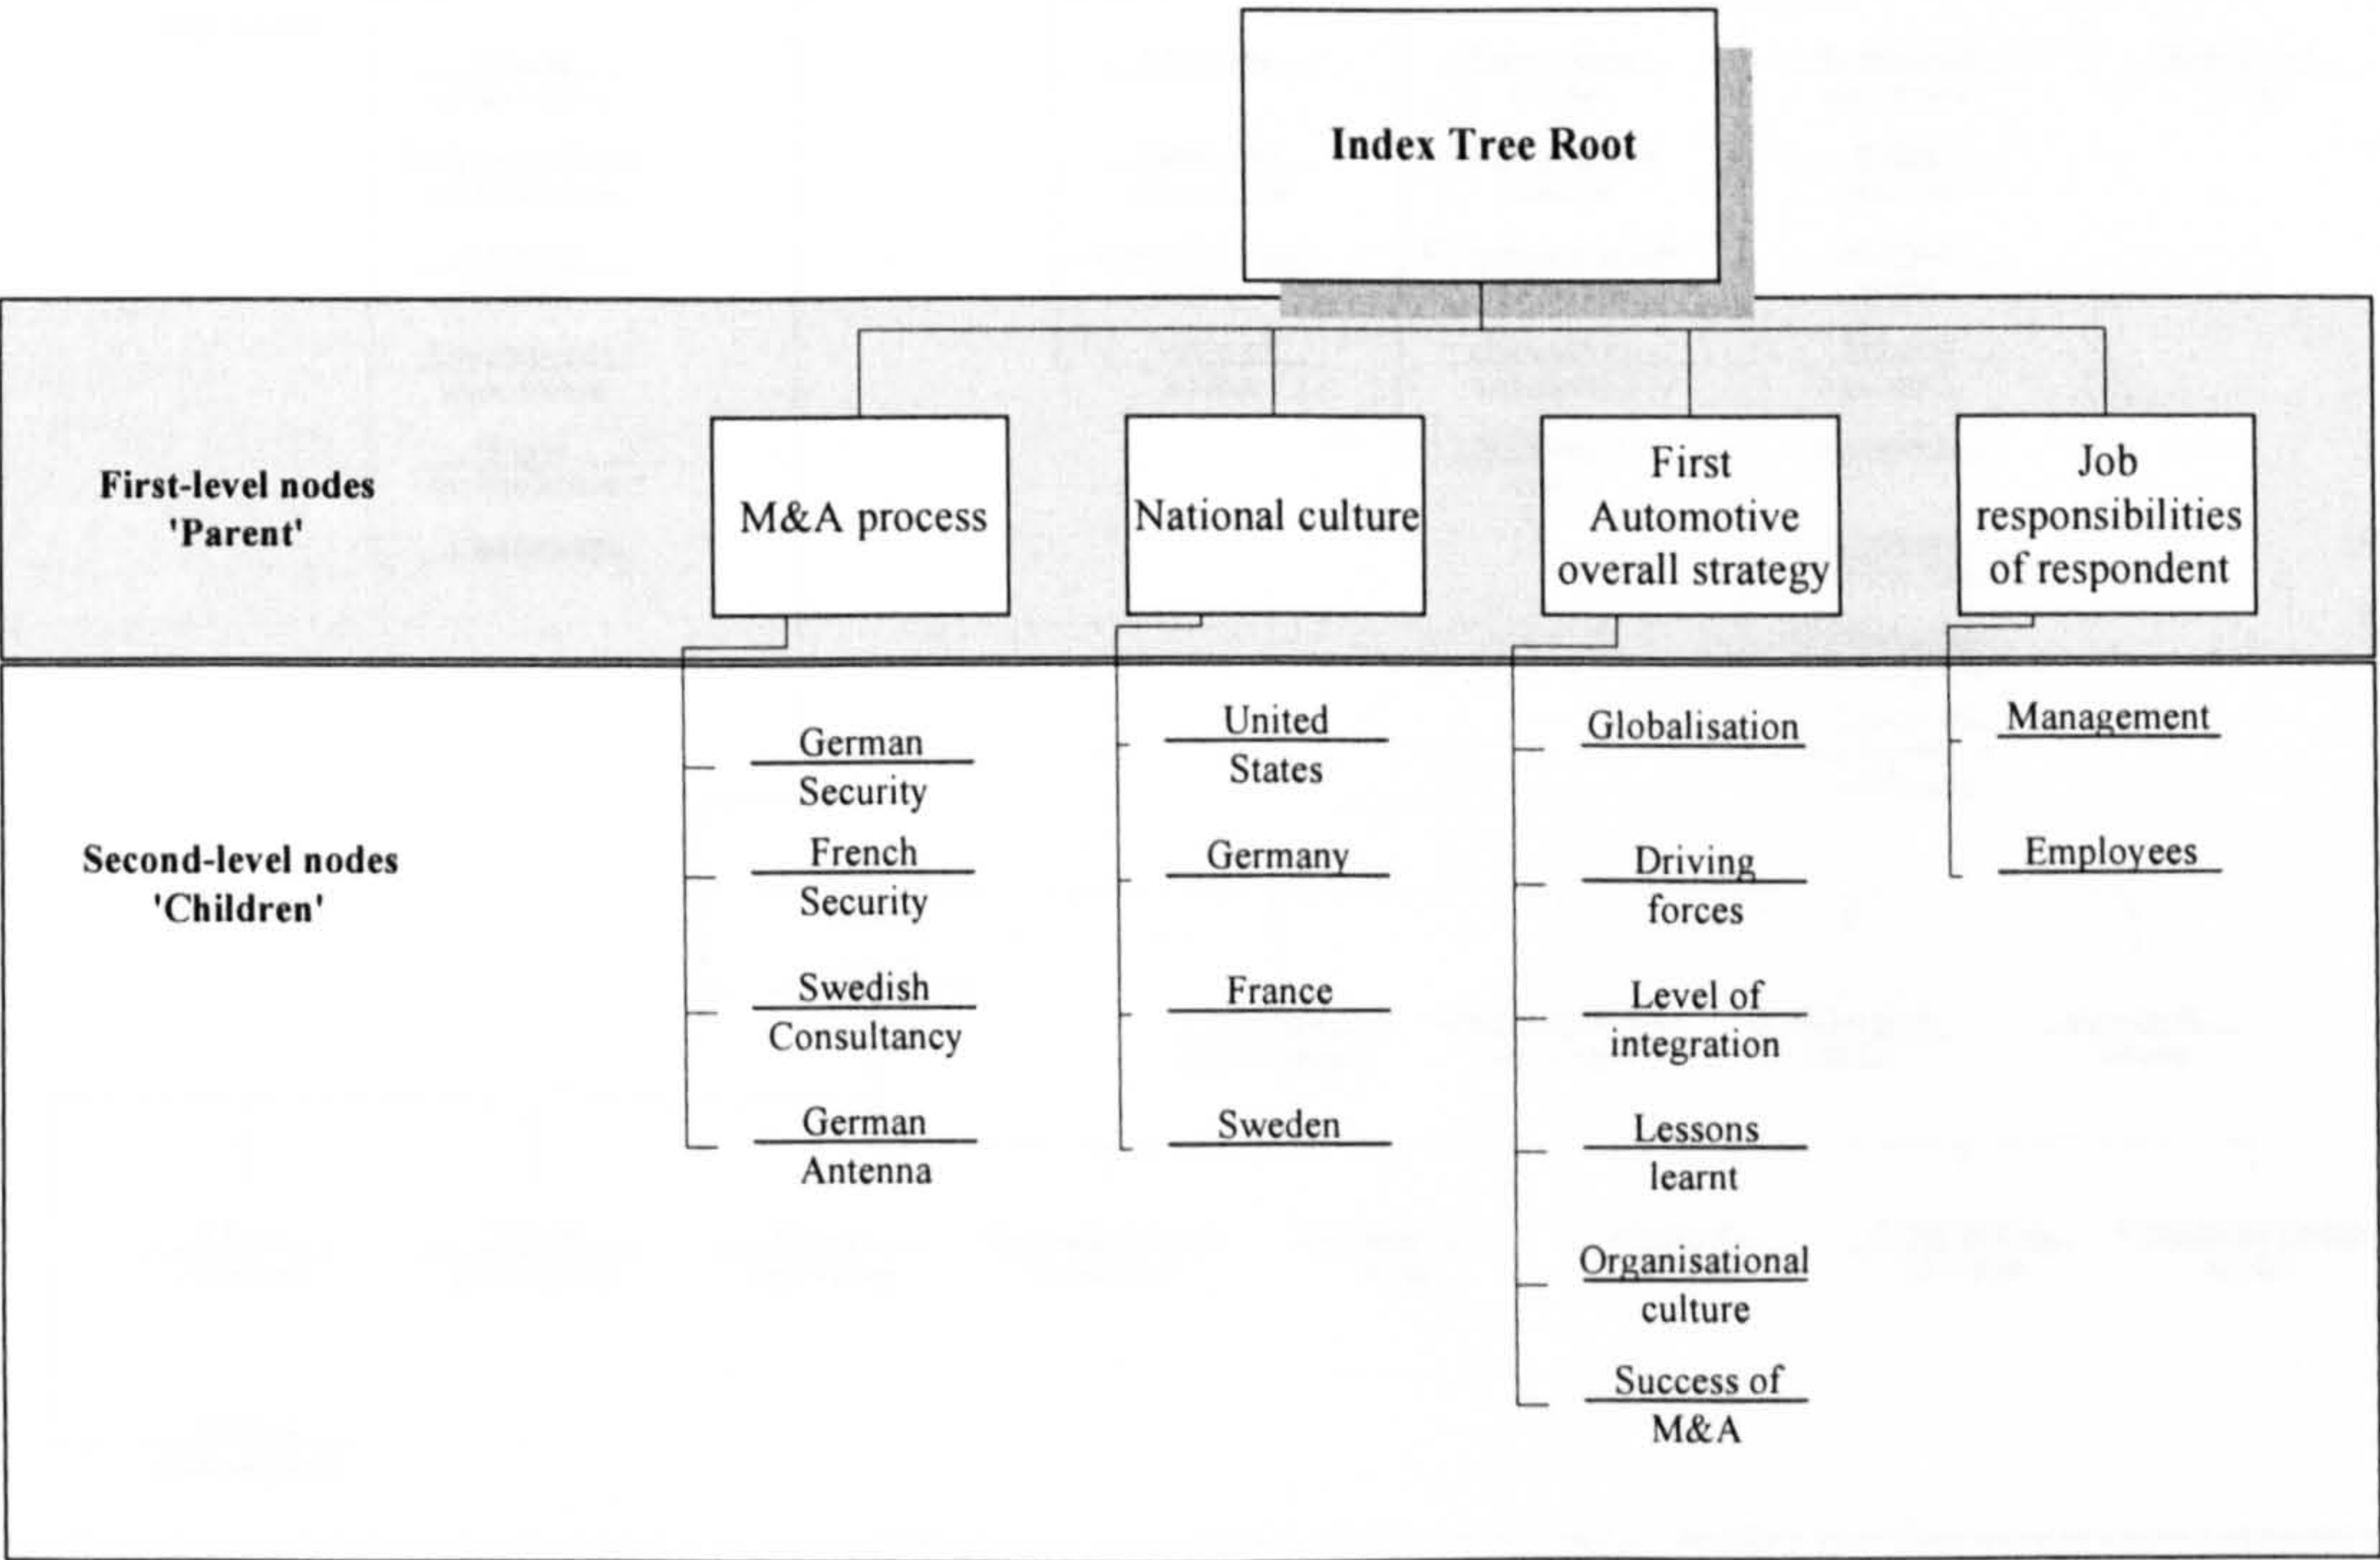 Index Tree Root
First-level nodes
'Parent'
M&A process
National culture
First
Automotive
overall strategy
Job
responsibilities
of respondent
Second-level nodes
'Children'
German
Security
French
Security
Swedish
Consultancy
German
Antenna
United
States
Germany
France
Sweden
Globalisation
Driving
forces
Level of
integration
Lessons
learnt
Organisational
culture
Success of
M&A
Management
Employees